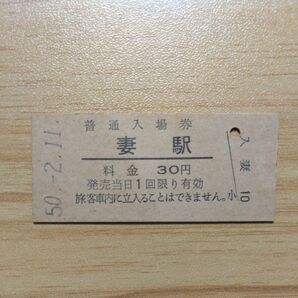 50.-2.11.
普通入場券
妻駅
料金 30円
発売当日1回限り有効
旅客車内に立入ることはできません。
小
入 妻 10